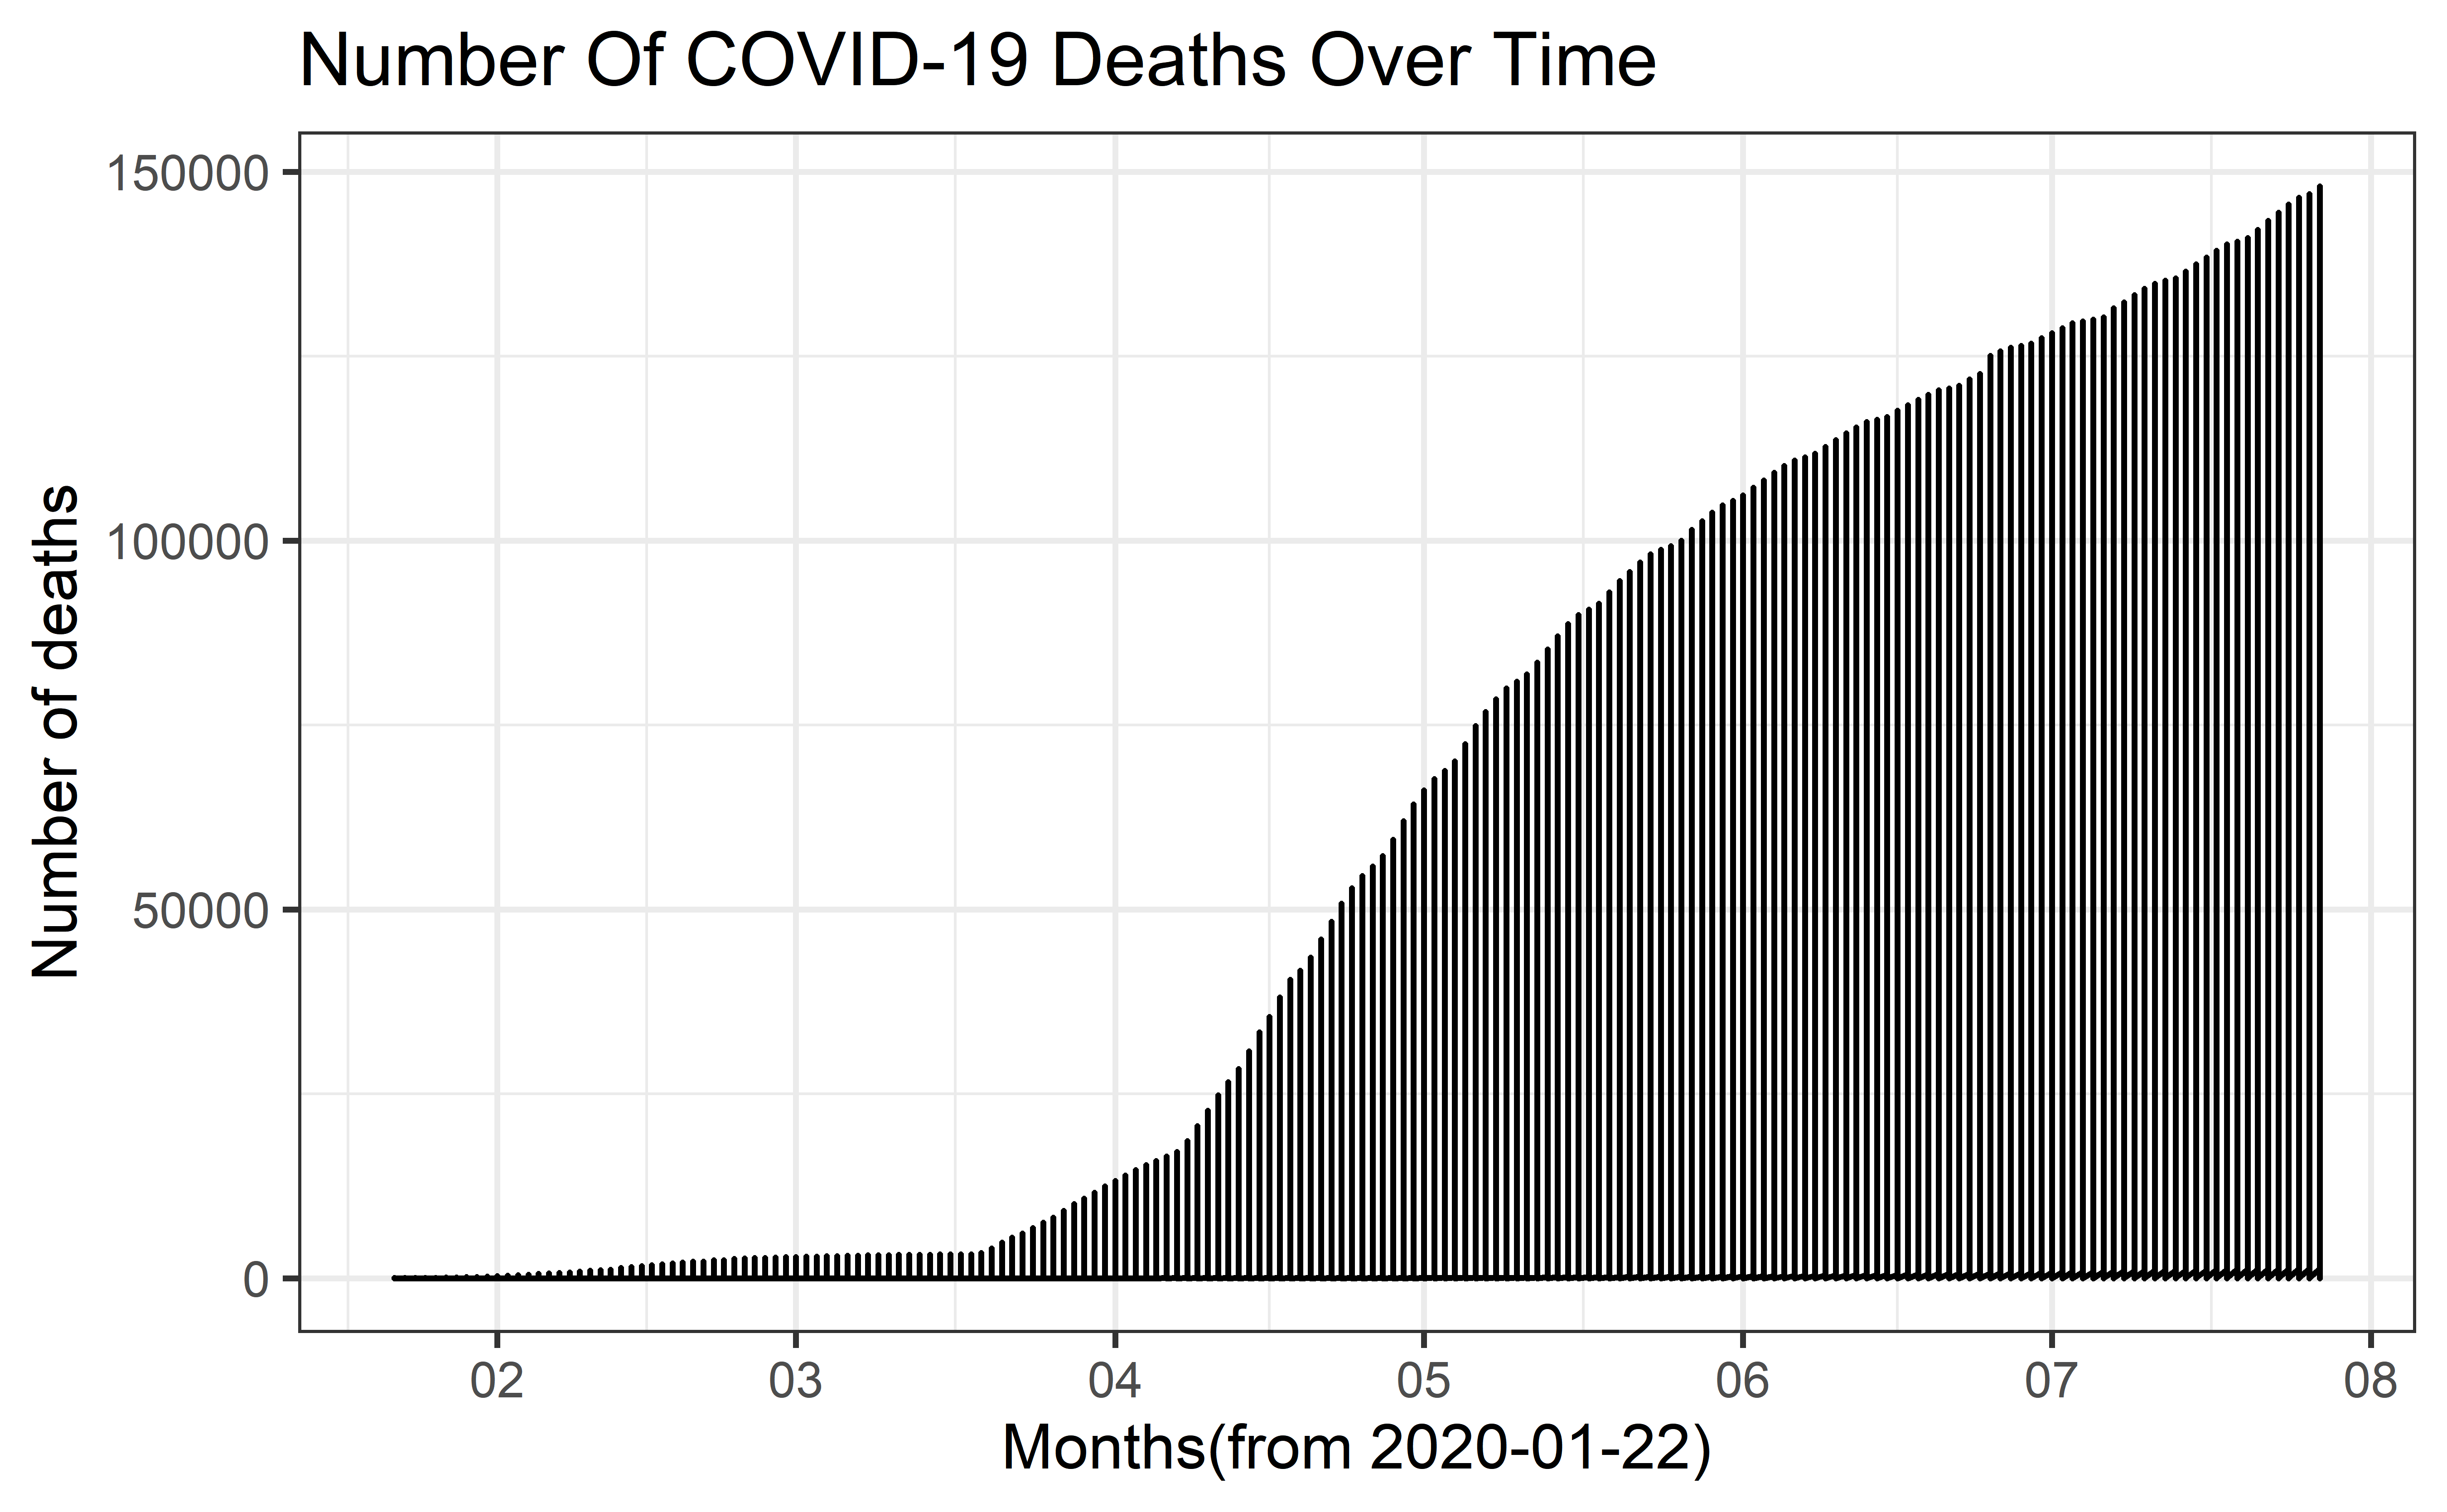 Number Of COVID-19 Deaths Over Time
150000
100000
50000
0
Number of deaths
02 03 04 05 06 07 08
Months(from 2020-01-22)